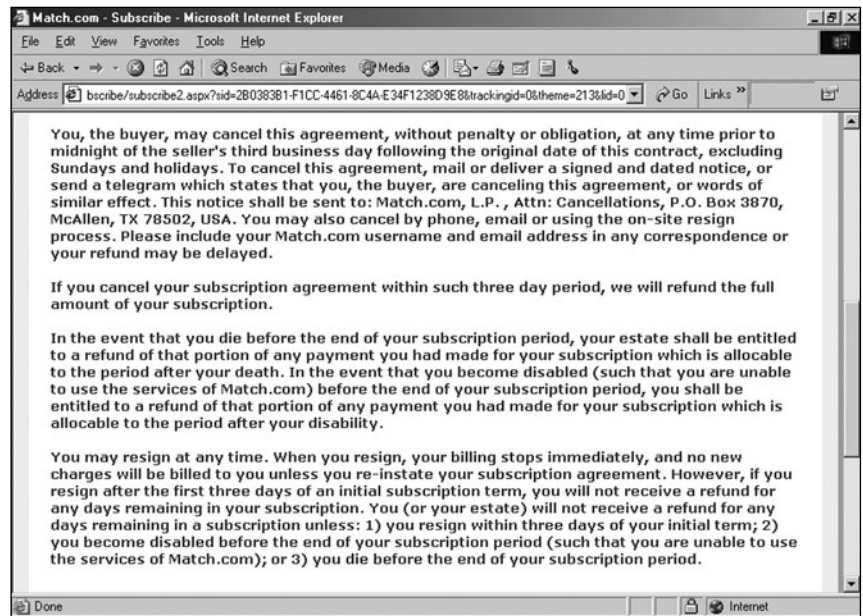 Match.com - Subscribe - Microsoft Internet Explorer
File Edit View Favorites Tools Help
Back Search Favorites Media
Address bscribe/subscribe2.aspx?sid=2B0383B1-F1CC-4461-8C4A-E34F1238D9E8&trackingid=0&theme=213&lid=0 Go Links »
You, the buyer, may cancel this agreement, without penalty or obligation, at any time prior to
midnight of the seller's third business day following the original date of this contract, excluding
Sundays and holidays. To cancel this agreement, mail or deliver a signed and dated notice, or
send a telegram which states that you, the buyer, are canceling this agreement, or words of
similar effect. This notice shall be sent to: Match.com, L.P. , Attn: Cancellations, P.O. Box 3870,
McAllen, TX 78502, USA. You may also cancel by phone, email or using the on-site resign
process. Please include your Match.com username and email address in any correspondence or
your refund may be delayed.
If you cancel your subscription agreement within such three day period, we will refund the full
amount of your subscription.
In the event that you die before the end of your subscription period, your estate shall be entitled
to a refund of that portion of any payment you had made for your subscription which is allocable
to the period after your death. In the event that you become disabled (such that you are unable
to use the services of Match.com) before the end of your subscription period, you shall be
entitled to a refund of that portion of any payment you had made for your subscription which is
allocable to the period after your disability.
You may resign at any time. When you resign, your billing stops immediately, and no new
charges will be billed to you unless you re-instate your subscription agreement. However, if you
resign after the first three days of an initial subscription term, you will not receive a refund for
any days remaining in your subscription. You (or your estate) will not receive a refund for any
days remaining in a subscription unless: 1) you resign within three days of your initial term; 2)
you become disabled before the end of your subscription period (such that you are unable to use
the services of Match.com); or 3) you die before the end of your subscription period.
Done Internet